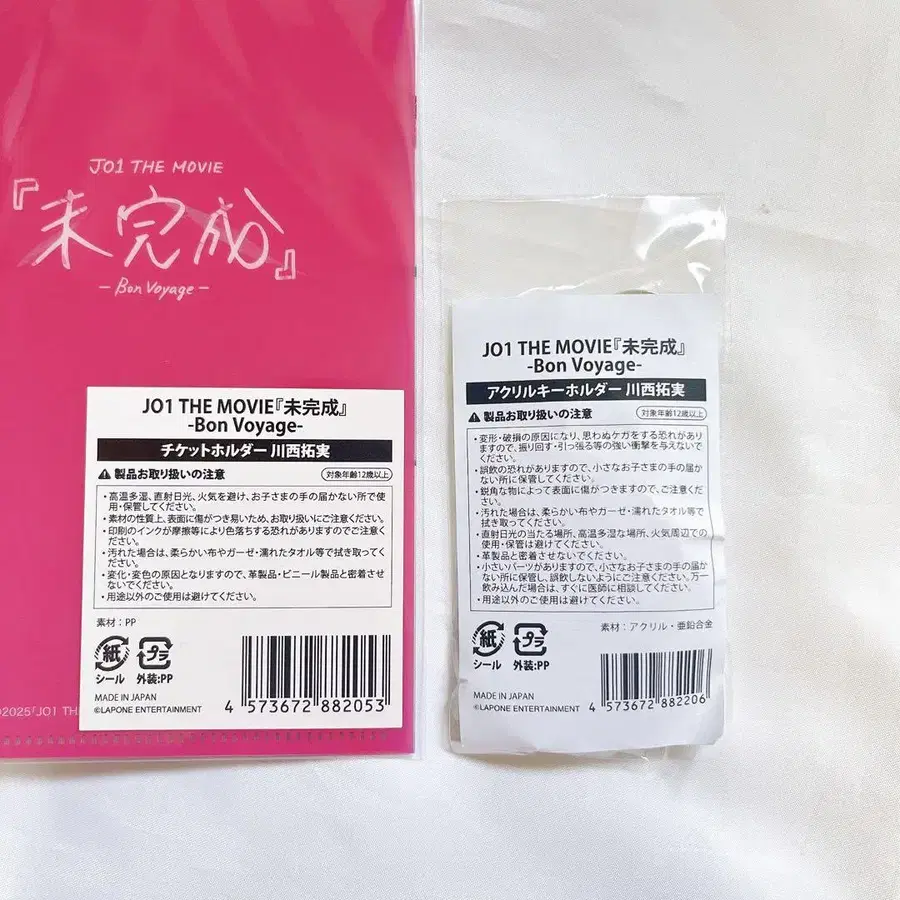 JO1 THE MOVIE
『未完成』
- Bon Voyage -
JO1 THE MOVIE『未完成』
-Bon Voyage-
チケットホルダー 川西拓実
製品お取り扱いの注意
対象年齢12歳以上
・高温多湿、直射日光、火気を避け、お子さまの手の届かない所で使
用・保管してください。
・素材の性質上、表面に傷がつき易いため、お取り扱いにご注意ください。
・印刷のインクが摩擦等により色落ちする恐れがありますのでご注意く
ださい。
・汚れた場合は、柔らかい布やガーゼ・濡れたタオル等で拭き取ってく
ださい。
・変化・変色の原因となりますので、革製品・ビニール製品と密着させ
ないでください。
・用途以外のご使用は避けてください。
素材：PP
紙
シール
プラ
外装:PP
MADE IN JAPAN
©LAPONE ENTERTAINMENT
4 573672 882053
©2025「JO1 TH
JO1 THE MOVIE『未完成』
-Bon Voyage-
アクリルキーホルダー 川西拓実
製品お取り扱いの注意
対象年齢12歳以上
・変形・破損の原因になり、思わぬケガをする恐れがあり
ますので、振り回す・引っ張る等の強い衝撃を与えないで
ください。
・誤飲の恐れがありますので、小さなお子さまの手の届か
ない所に保管してください。
・鋭角な物によって表面に傷がつきますので、ご注意くだ
さい。
・汚れた場合は、柔らかい布やガーゼ・濡れたタオル等で
拭き取ってください。
・直射日光の当たる場所、高温多湿な場所、火気周辺での
使用・保管は避けてください。
・革製品と密着させないでください。
・小さいパーツがありますので、小さなお子さまの手の届か
ない所に保管し、誤飲しないようにご注意ください。万一
飲み込んだ場合は、すぐに医師に相談してください。
・用途以外のご使用は避けてください。
素材：アクリル・亜鉛合金
紙
シール
プラ
外装:PP
MADE IN JAPAN
©LAPONE ENTERTAINMENT
4 573672 882206